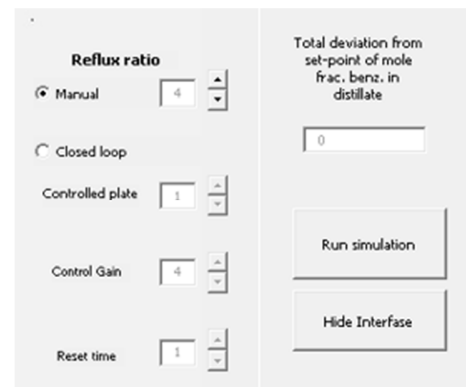 Reflux ratio
Manual
4
Closed loop
Controlled plate
1
Control Gain
4
Reset time
1
Total deviation from
set-point of mole
frac. benz. in
distillate
0
Run simulation
Hide Interfase